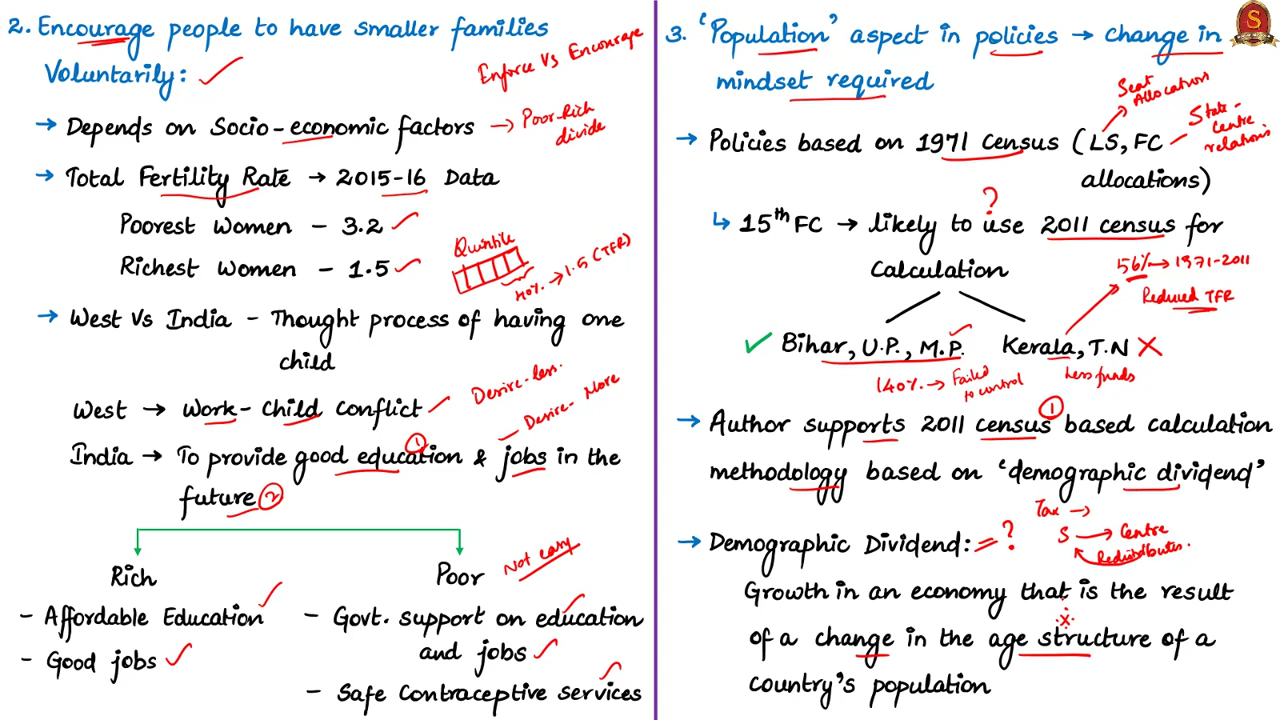 2. Encourage people to have smaller families
Voluntarily:
Enforce Vs Encourage
→ Depends on Socio-economic factors → Poor-Rich
divide
→ Total Fertility Rate → 2015-16 Data
Poorest Women - 3.2
Richest Women - 1.5
Quintile
40% → 1.5 (TFR)
→ West Vs India - Thought process of having one
child
West → Work-Child Conflict
Desire-less.
India → To provide good education ① & jobs in the
Desire-More
future ②
Rich
- Affordable Education
- Good jobs
Poor
Not easy
- Govt. support on education
and jobs
- Safe Contraceptive services
3. 'Population' aspect in policies → change in
mindset required
S
Seat
Allocation
→ Policies based on 1971 Census (LS, FC
allocations)
State-
Centre
relations
?
↳ 15th FC → likely to use 2011 census for
Calculation
56% → 1971-2011
Reduced TFR
Bihar, U.P., M.P. Kerala, T.N
140% → Failed
to control
Less funds
→ Author supports 2011 census ① based calculation
methodology based on 'demographic dividend'
Tax →
→ Demographic Dividend: = ?
S → Centre
Redistributes.
Growth in an economy that is the result
of a change in the age structure of a
country's population